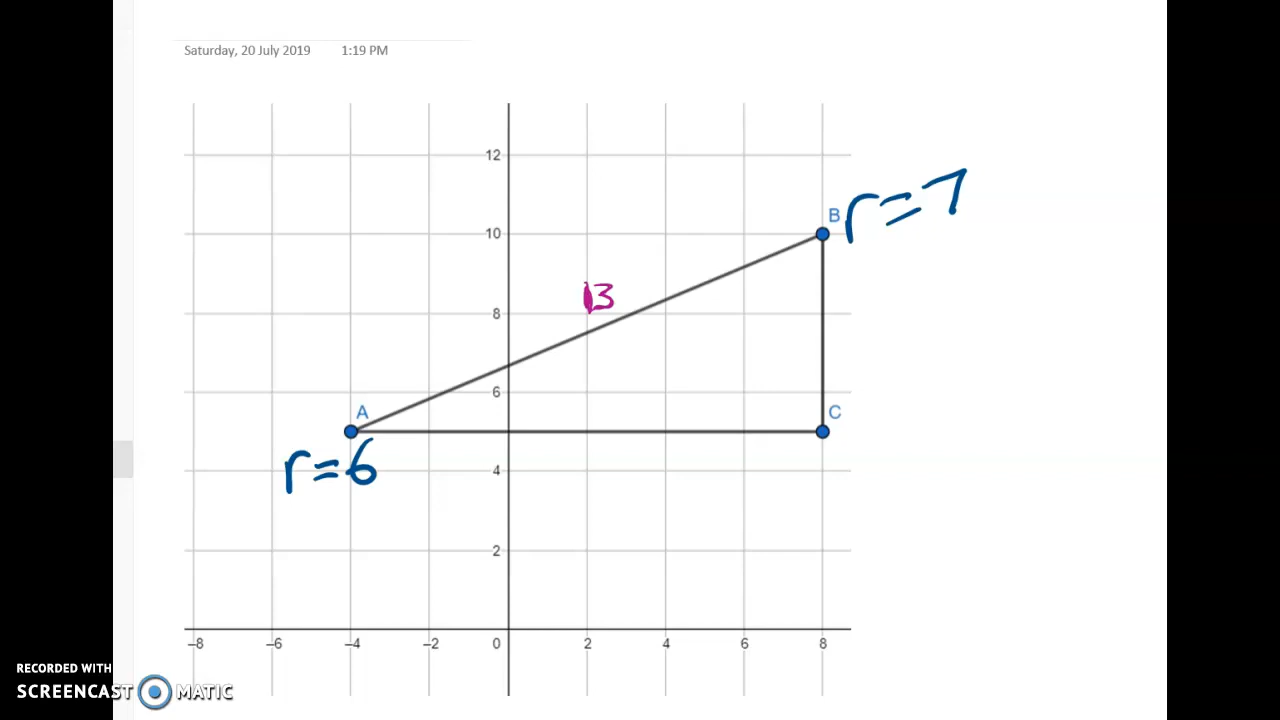 Saturday, 20 July 2019 1:19 PM
12
B r=7
10
13
8
6
A
C
r=6
4
2
–8 –6 –4 –2 0 2 4 6 8
RECORDED WITH
SCREENCAST MATIC